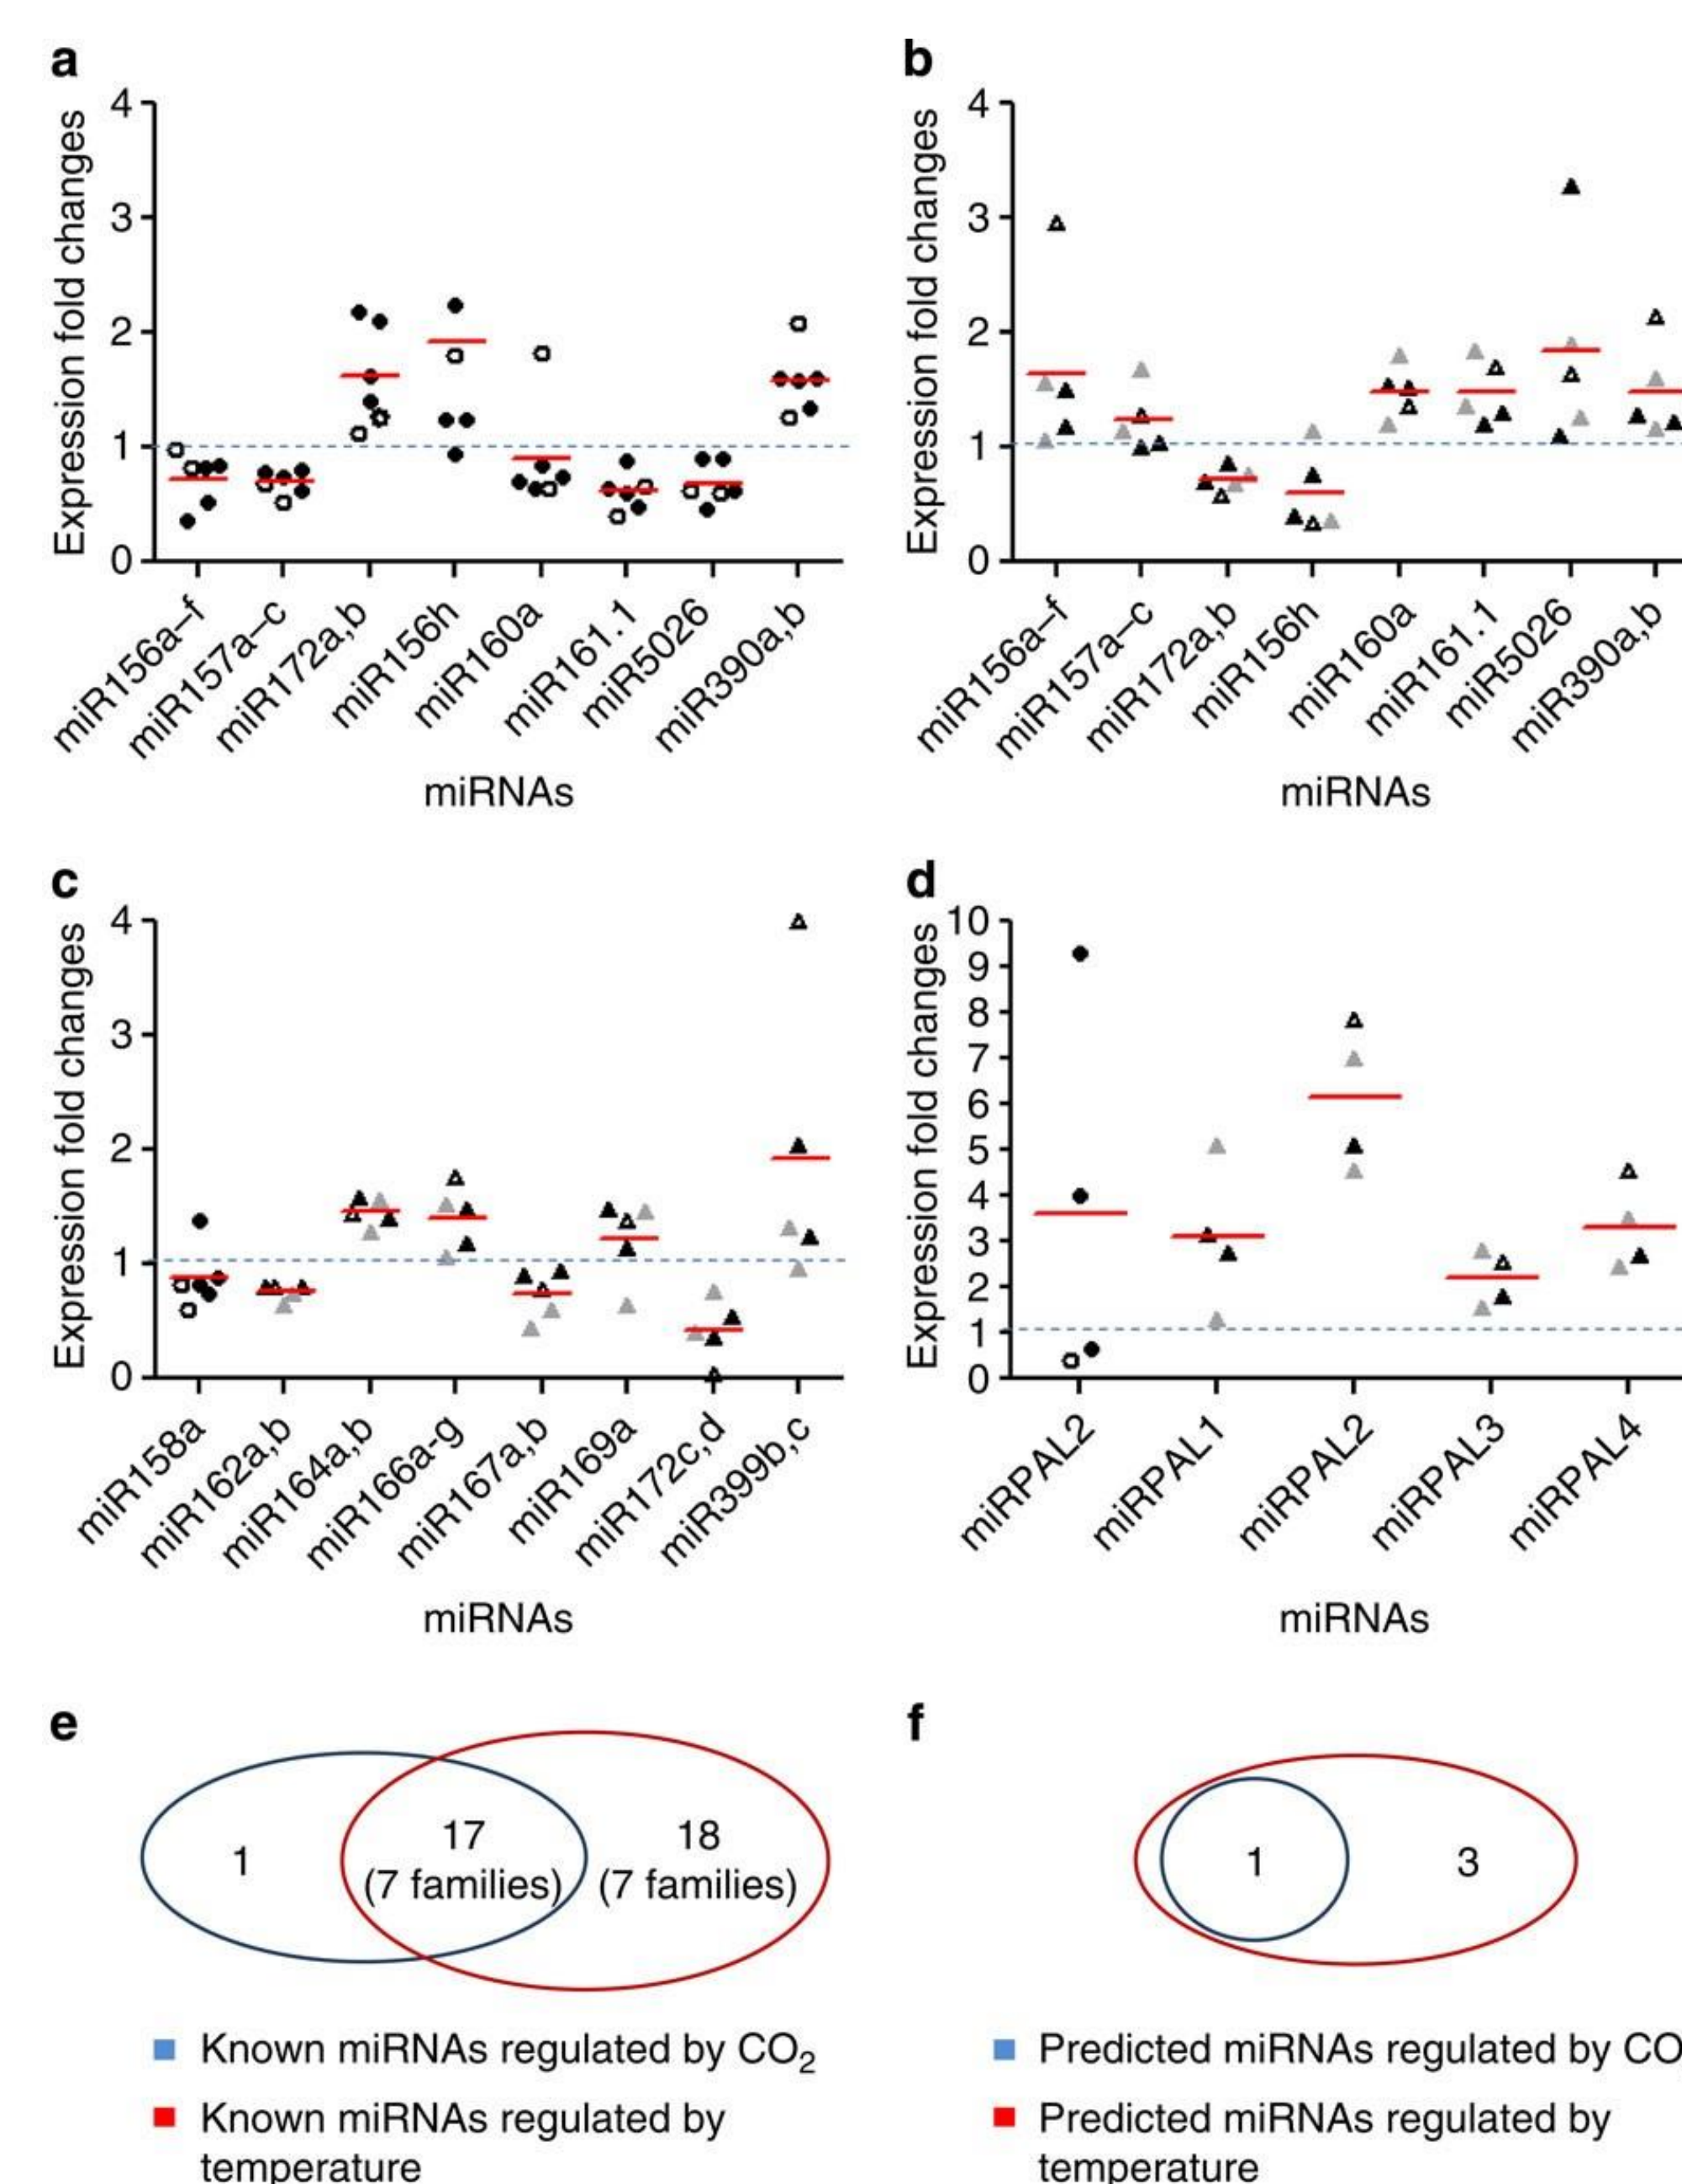 a
Expression fold changes
4
3
2
1
0
miR156a–f
miR157a–c
miR172a,b
miR156h
miR160a
miR161.1
miR5026
miR390a,b
miRNAs
b
Expression fold changes
4
3
2
1
0
miR156a–f
miR157a–c
miR172a,b
miR156h
miR160a
miR161.1
miR5026
miR390a,b
miRNAs
c
Expression fold changes
4
3
2
1
0
miR158a
miR162a,b
miR164a,b
miR166a-g
miR167a,b
miR169a
miR172c,d
miR399b,c
miRNAs
d
Expression fold changes
10
9
8
7
6
5
4
3
2
1
0
miRPAL2
miRPAL1
miRPAL2
miRPAL3
miRPAL4
miRNAs
e
1
17
(7 families)
18
(7 families)
Known miRNAs regulated by CO₂
Known miRNAs regulated by
temperature
f
1
3
Predicted miRNAs regulated by CO
Predicted miRNAs regulated by
temperature